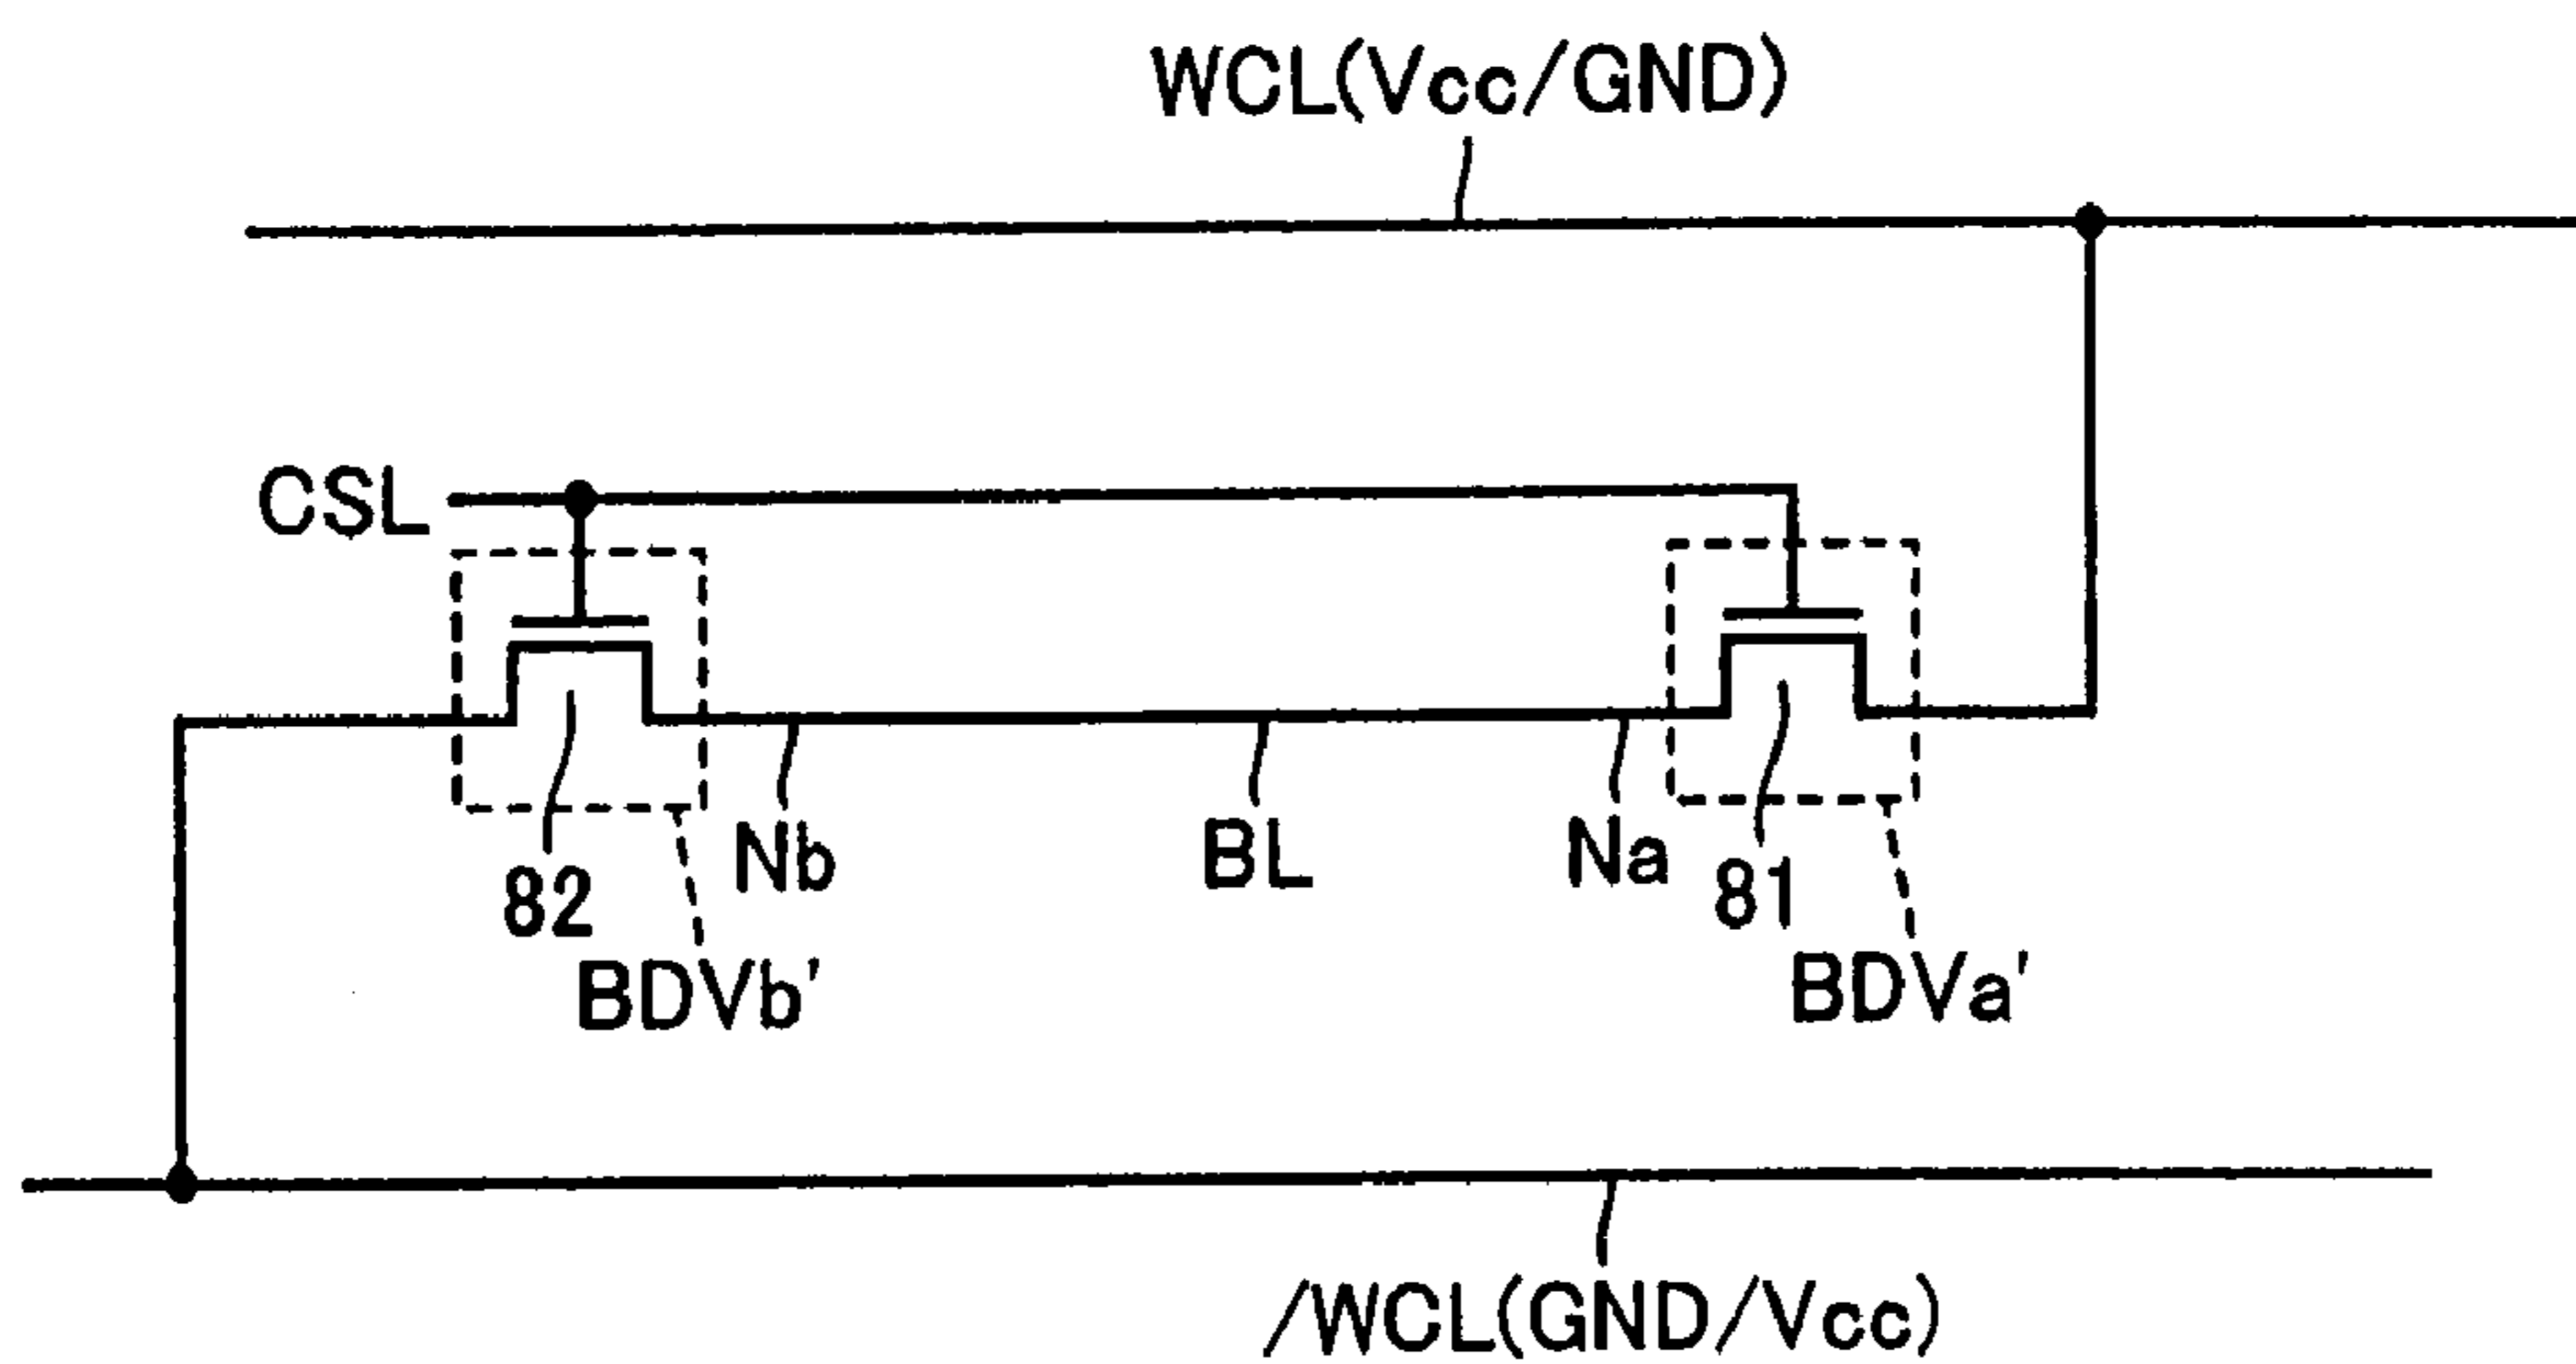 WCL(Vcc/GND)
CSL
Nb
BL
Na
82
81
BDVb'
BDVa'
/WCL(GND/Vcc)